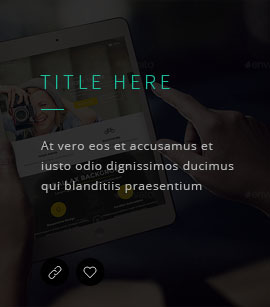 TITLE HERE
At vero eos et accusamus et
iusto odio dignissimos ducimus
qui blanditiis praesentium